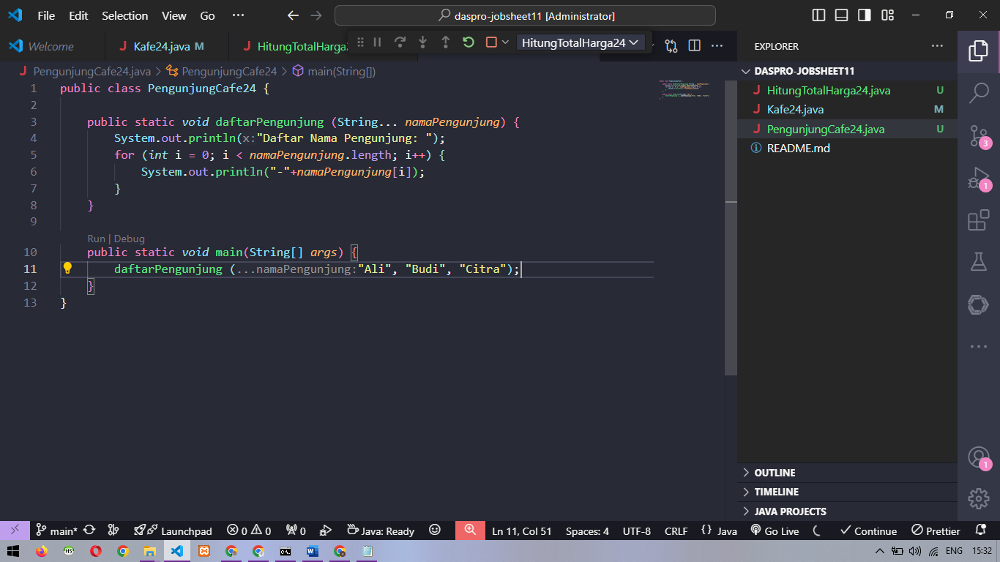 File Edit Selection View Go ··· daspro-jobsheet11 [Administrator]
Welcome Kafe24.java M HitungTotalHarga HitungTotalHarga24
PengunjungCafe24.java > PengunjungCafe24 > main(String[])
1 public class PengunjungCafe24 {
2
3 public static void daftarPengunjung (String... namaPengunjung) {
4 System.out.println(x:"Daftar Nama Pengunjung: ");
5 for (int i = 0; i < namaPengunjung.length; i++) {
6 System.out.println("-"+namaPengunjung[i]);
7 }
8 }
9
Run | Debug
10 public static void main(String[] args) {
11 daftarPengunjung (...namaPengunjung:"Ali", "Budi", "Citra");
12 }
13 }
EXPLORER ···
DASPRO-JOBSHEET11
HitungTotalHarga24.java U
Kafe24.java M
PengunjungCafe24.java U
README.md
3
1
1
OUTLINE
TIMELINE
JAVA PROJECTS
main* Launchpad 0 0 0 Java: Ready Ln 11, Col 51 Spaces: 4 UTF-8 CRLF {} Java Go Live Continue Prettier
ENG 15:32